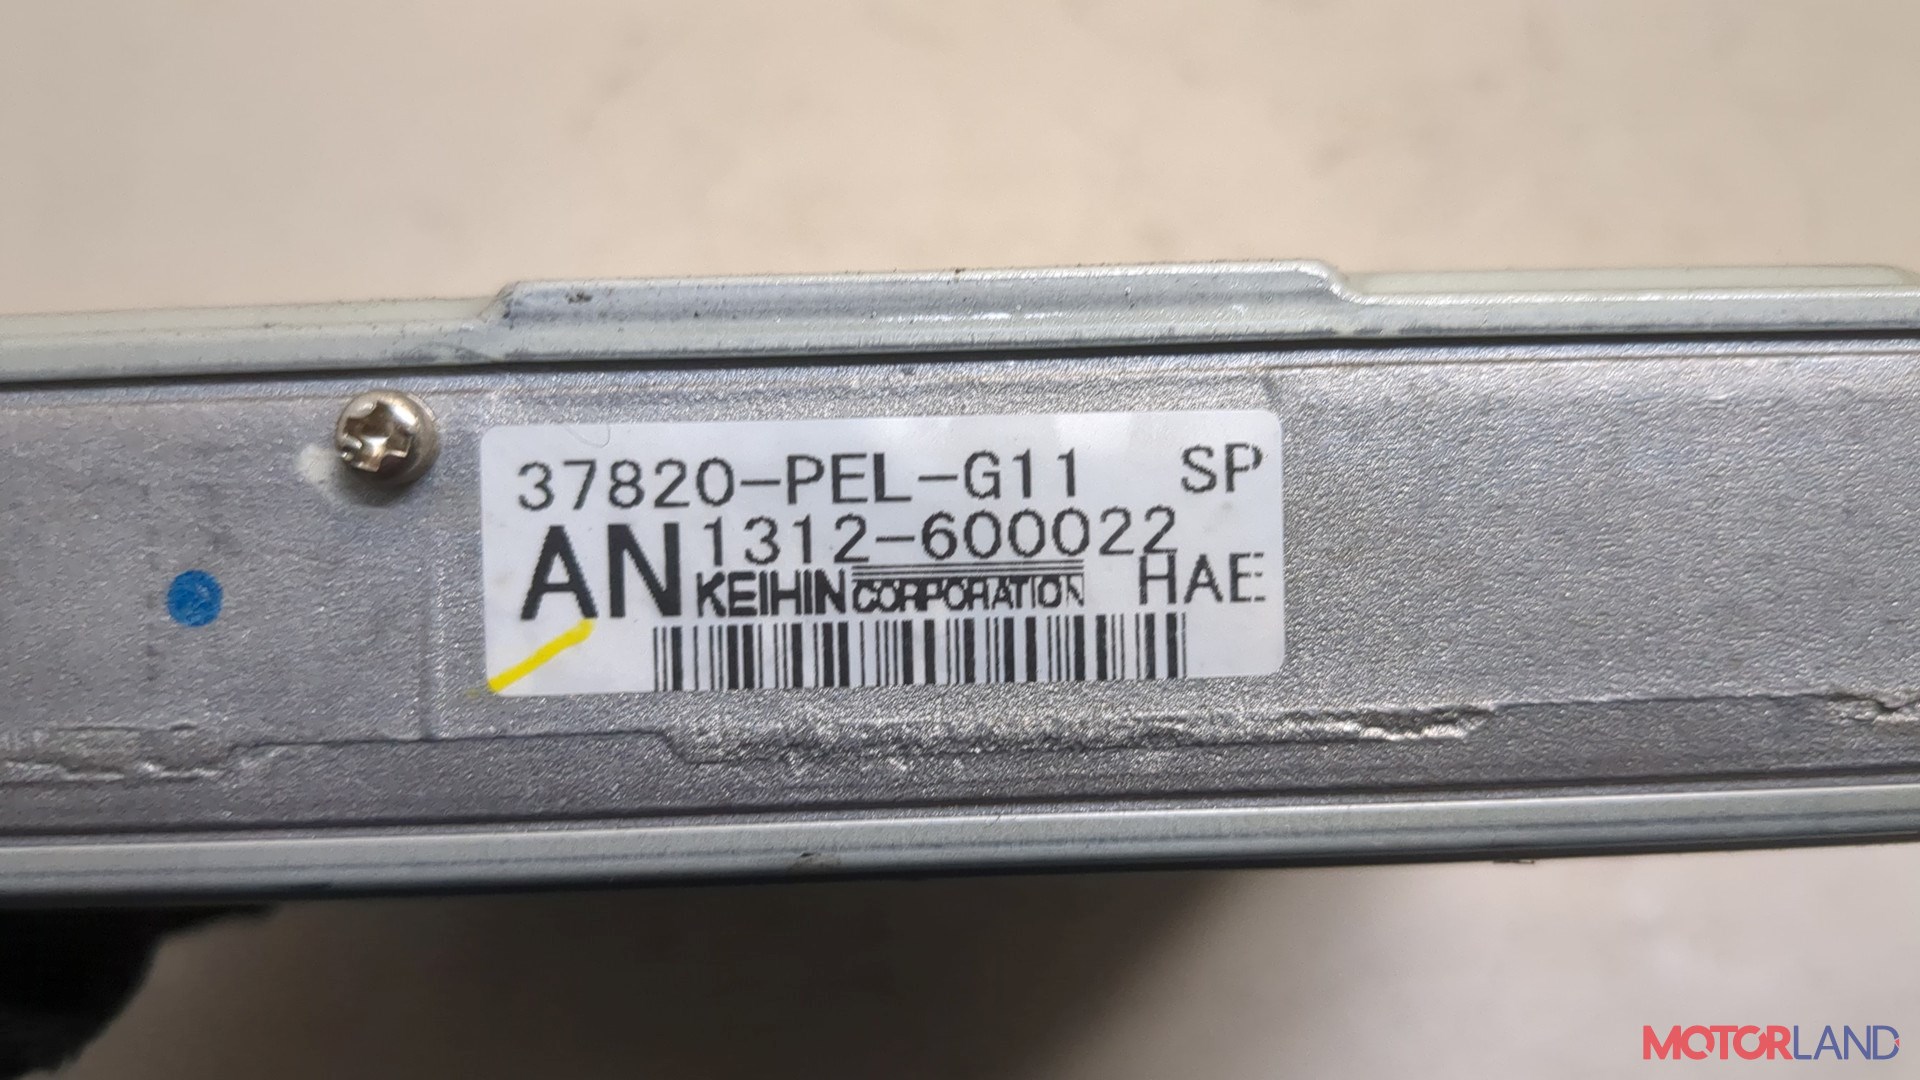 37820-PEL-G11 SP
AN 1312-600022
KEIHIN CORPORATION HAE
MOTORLAND